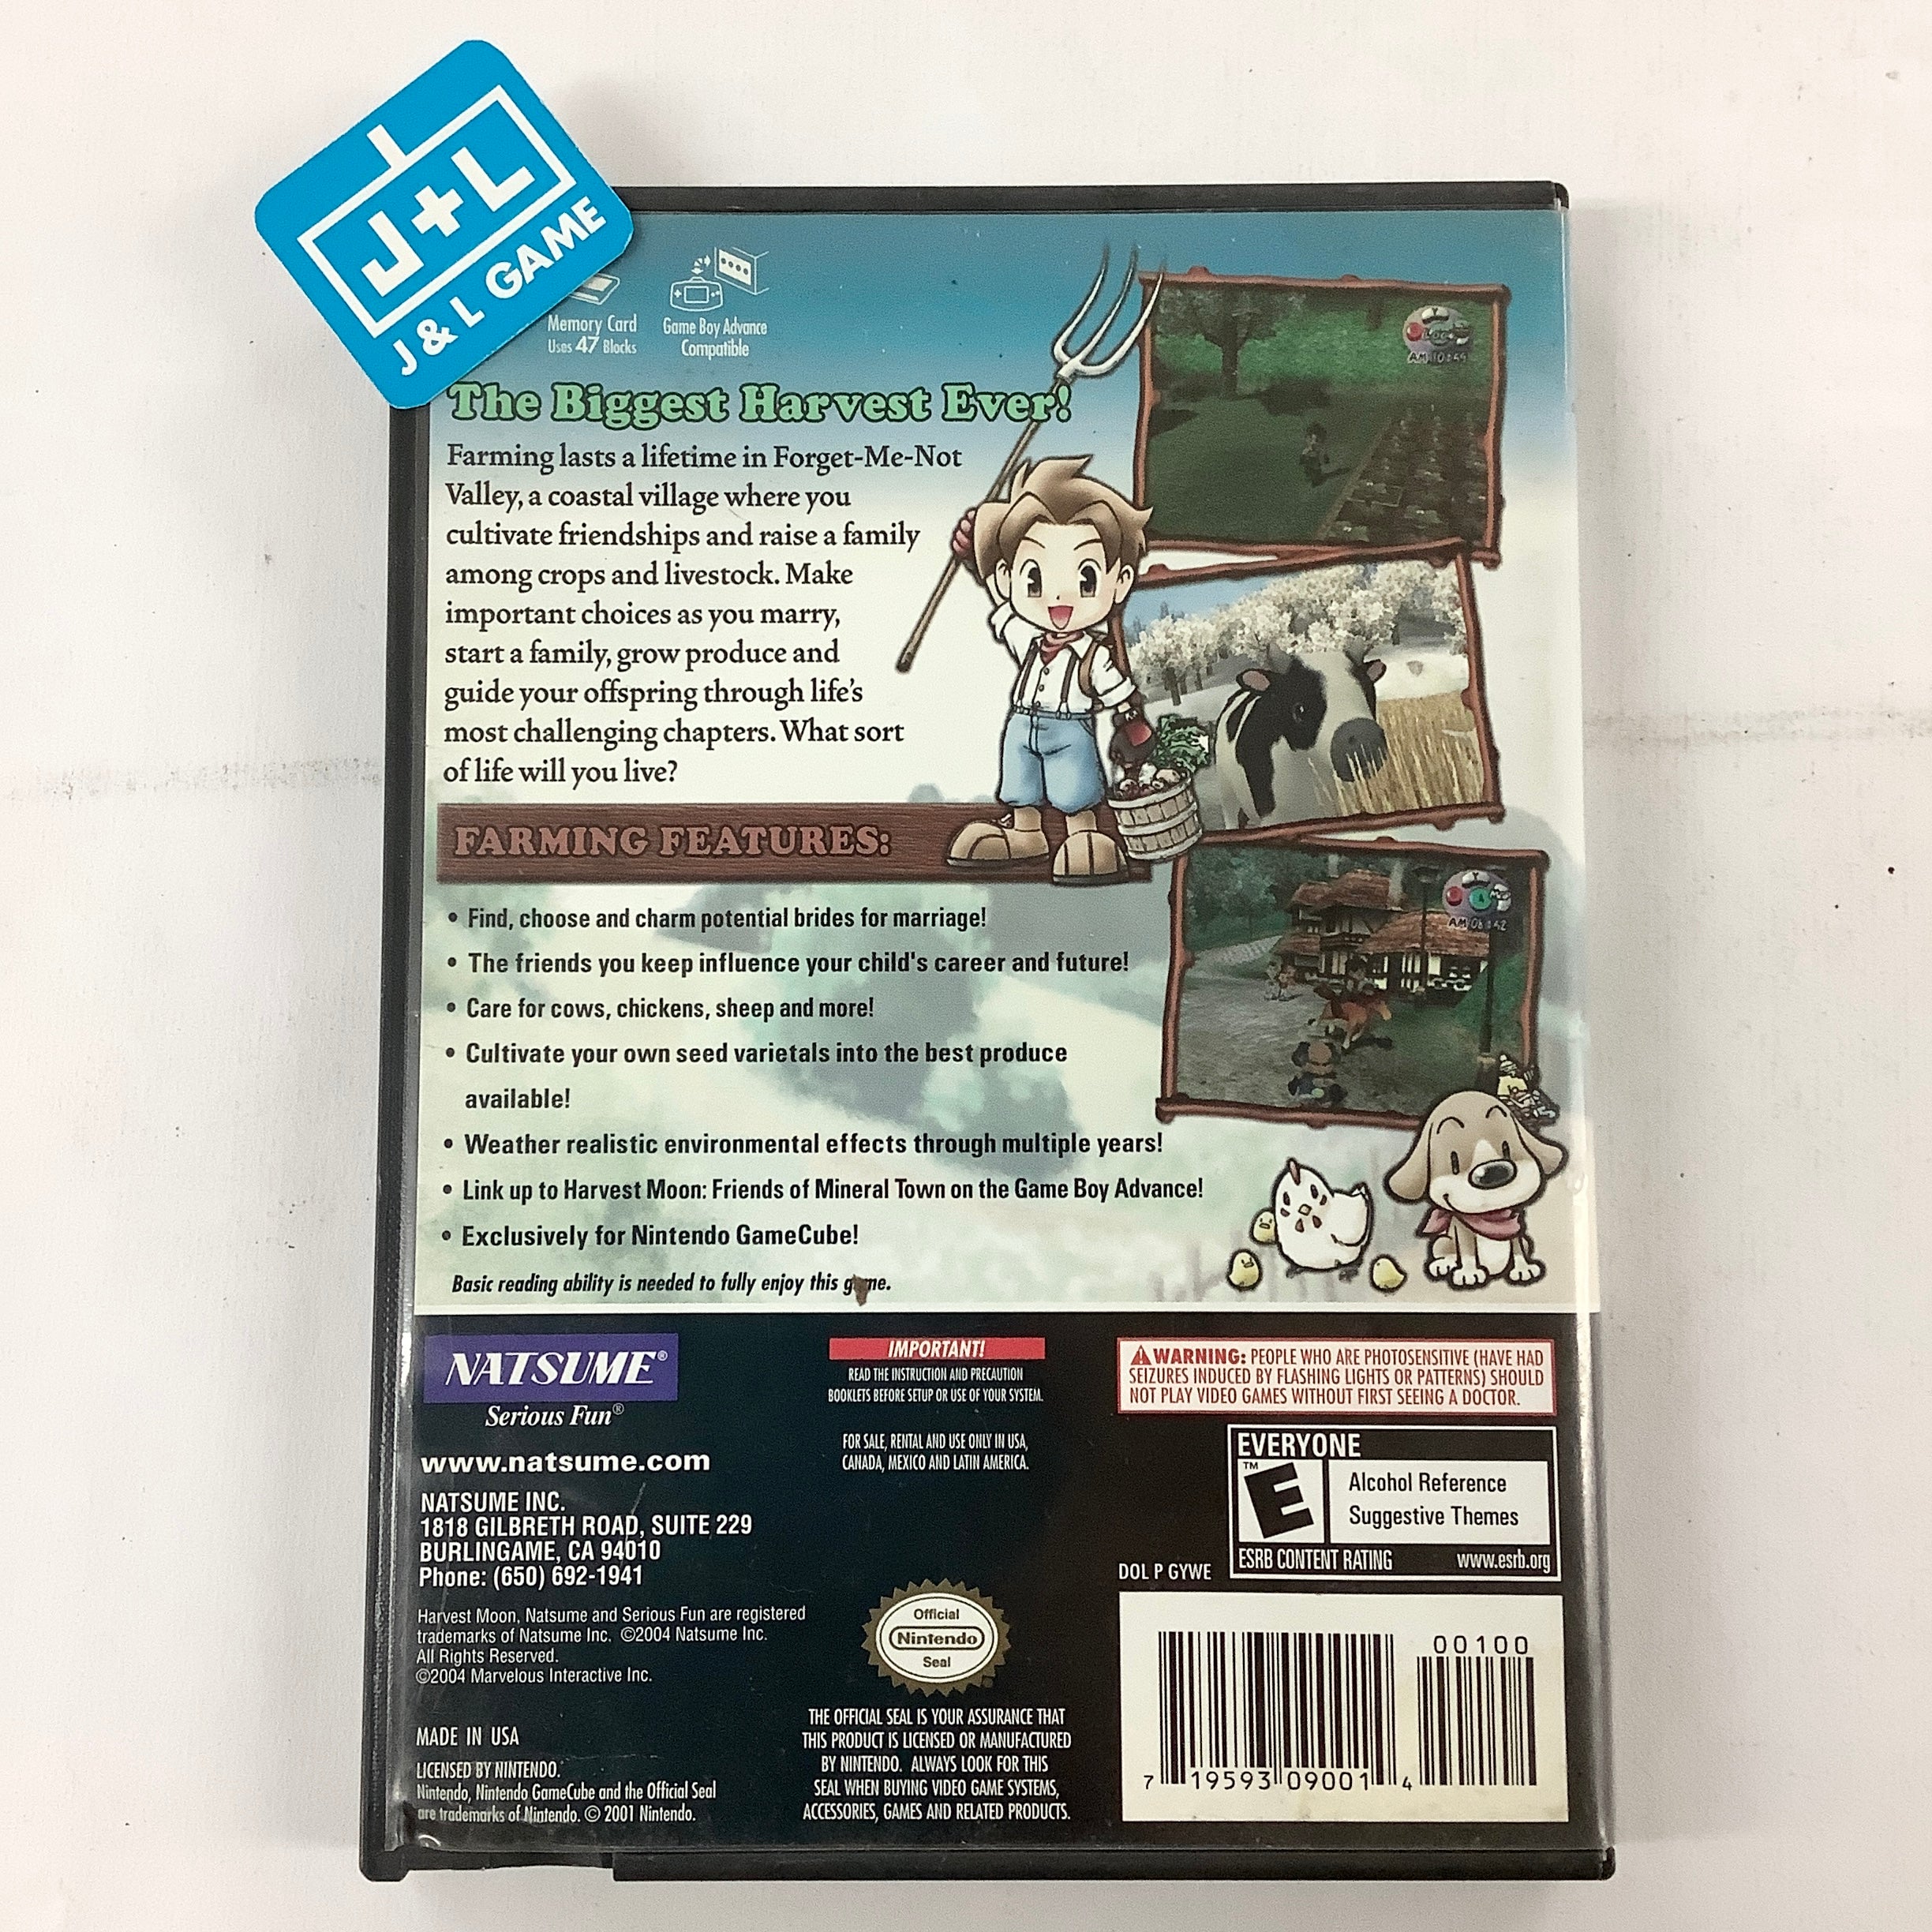 J+L
J & L GAME
Memory Card
Uses 47 Blocks
Game Boy Advance
Compatible
The Biggest Harvest Ever!
Farming lasts a lifetime in Forget-Me-Not
Valley, a coastal village where you
cultivate friendships and raise a family
among crops and livestock. Make
important choices as you marry,
start a family, grow produce and
guide your offspring through life's
most challenging chapters. What sort
of life will you live?
FARMING FEATURES:
• Find, choose and charm potential brides for marriage!
• The friends you keep influence your child's career and future!
• Care for cows, chickens, sheep and more!
• Cultivate your own seed varietals into the best produce
available!
• Weather realistic environmental effects through multiple years!
• Link up to Harvest Moon: Friends of Mineral Town on the Game Boy Advance!
• Exclusively for Nintendo GameCube!
Basic reading ability is needed to fully enjoy this game.
NATSUME®
Serious Fun®
www.natsume.com
NATSUME INC.
1818 GILBRETH ROAD, SUITE 229
BURLINGAME, CA 94010
Phone: (650) 692-1941
Harvest Moon, Natsume and Serious Fun are registered
trademarks of Natsume Inc. ©2004 Natsume Inc.
All Rights Reserved.
©2004 Marvelous Interactive Inc.
MADE IN USA
LICENSED BY NINTENDO.
Nintendo, Nintendo GameCube and the Official Seal
are trademarks of Nintendo. © 2001 Nintendo.
IMPORTANT!
READ THE INSTRUCTION AND PRECAUTION
BOOKLETS BEFORE SETUP OR USE OF YOUR SYSTEM.
FOR SALE, RENTAL AND USE ONLY IN USA,
CANADA, MEXICO AND LATIN AMERICA.
Official
Nintendo
Seal
THE OFFICIAL SEAL IS YOUR ASSURANCE THAT
THIS PRODUCT IS LICENSED OR MANUFACTURED
BY NINTENDO. ALWAYS LOOK FOR THIS
SEAL WHEN BUYING VIDEO GAME SYSTEMS,
ACCESSORIES, GAMES AND RELATED PRODUCTS.
WARNING: PEOPLE WHO ARE PHOTOSENSITIVE (HAVE HAD
SEIZURES INDUCED BY FLASHING LIGHTS OR PATTERNS) SHOULD
NOT PLAY VIDEO GAMES WITHOUT FIRST SEEING A DOCTOR.
EVERYONE
E™
Alcohol Reference
Suggestive Themes
ESRB CONTENT RATING www.esrb.org
DOL P GYWE
00100
7 19593 09001 4